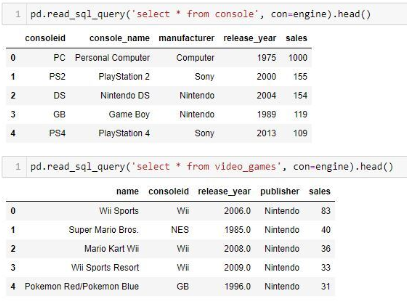 1 pd.read_sql_query('select * from console', con=engine).head()
consoleid console_name manufacturer release_year sales
0 PC Personal Computer Computer 1975 1000
1 PS2 PlayStation 2 Sony 2000 155
2 DS Nintendo DS Nintendo 2004 154
3 GB Game Boy Nintendo 1989 119
4 PS4 PlayStation 4 Sony 2013 109
1 pd.read_sql_query('select * from video_games', con=engine).head()
name consoleid release_year publisher sales
0 Wii Sports Wii 2006.0 Nintendo 83
1 Super Mario Bros. NES 1985.0 Nintendo 40
2 Mario Kart Wii Wii 2008.0 Nintendo 36
3 Wii Sports Resort Wii 2009.0 Nintendo 33
4 Pokemon Red/Pokemon Blue GB 1996.0 Nintendo 31